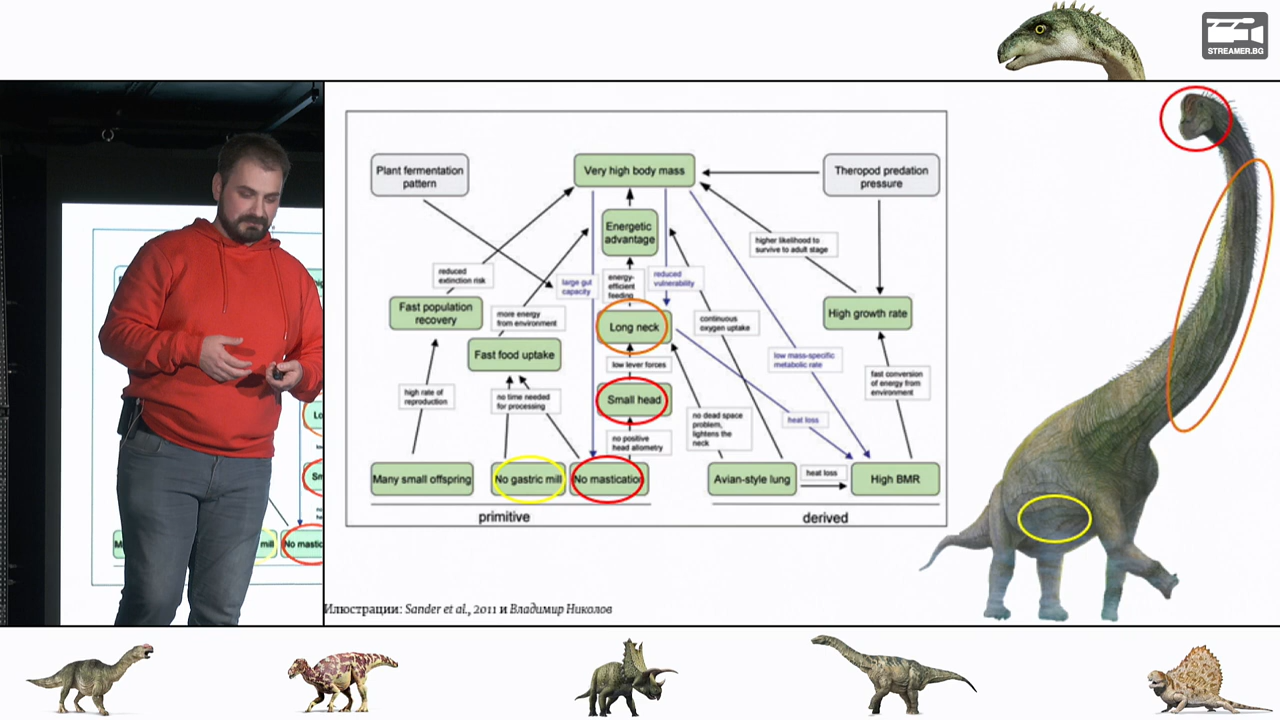 STREAMER.BG
Plant fermentation
pattern
Very high body mass
Theropod predation
pressure
Energetic
advantage
higher likelihood to
survive to adult stage
reduced
extinction risk
large gut
capacity
energy-
efficient
feeding
reduced
vulnerability
Fast population
recovery
more energy
from environment
Long neck
continuous
oxygen uptake
High growth rate
Fast food uptake
low lever forces
low mass-specific
metabolic rate
high rate of
reproduction
no time needed
for processing
Small head
fast conversion
of energy from
environment
no dead space
problem,
lightens the
neck
heat loss
no positive
head allometry
Many small offspring
No gastric mill
No mastication
Avian-style lung
heat loss
High BMR
primitive
derived
Илюстрации: Sander et al., 2011 и Владимир Николов
Lo
Sm
M
mill
No mastic